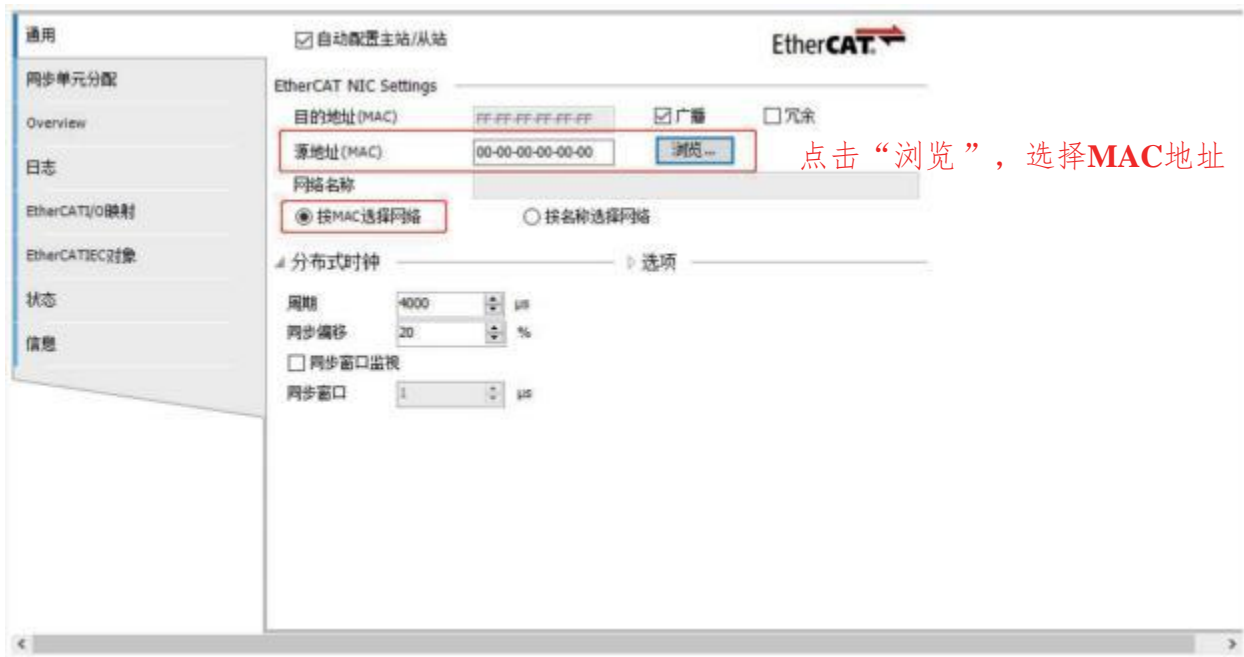 通用
同步单元分配
Overview
日志
EtherCATI/O映射
EtherCATIEC对象
状态
信息
自动配置主站/从站
EtherCAT
EtherCAT NIC Settings
目的地址(MAC) FF-FF-FF-FF-FF-FF 广播 冗余
源地址(MAC) 00-00-00-00-00-00 浏览... 点击“浏览”，选择MAC地址
网络名称
按MAC选择网络 按名称选择网络
分布式时钟 选项
周期 4000 μs
同步偏移 20 %
同步窗口监视
同步窗口 1 μs